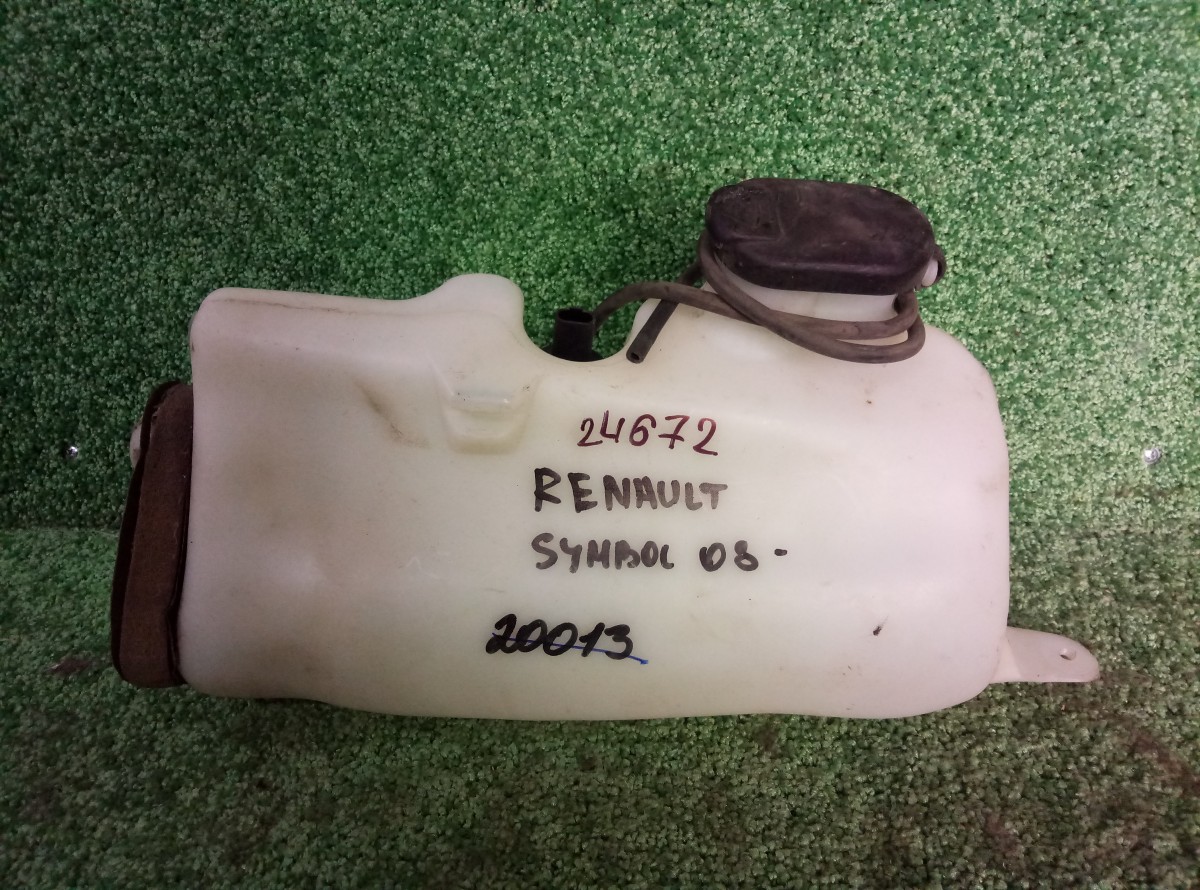 24672
RENAULT
SYMBOL 08-
20013